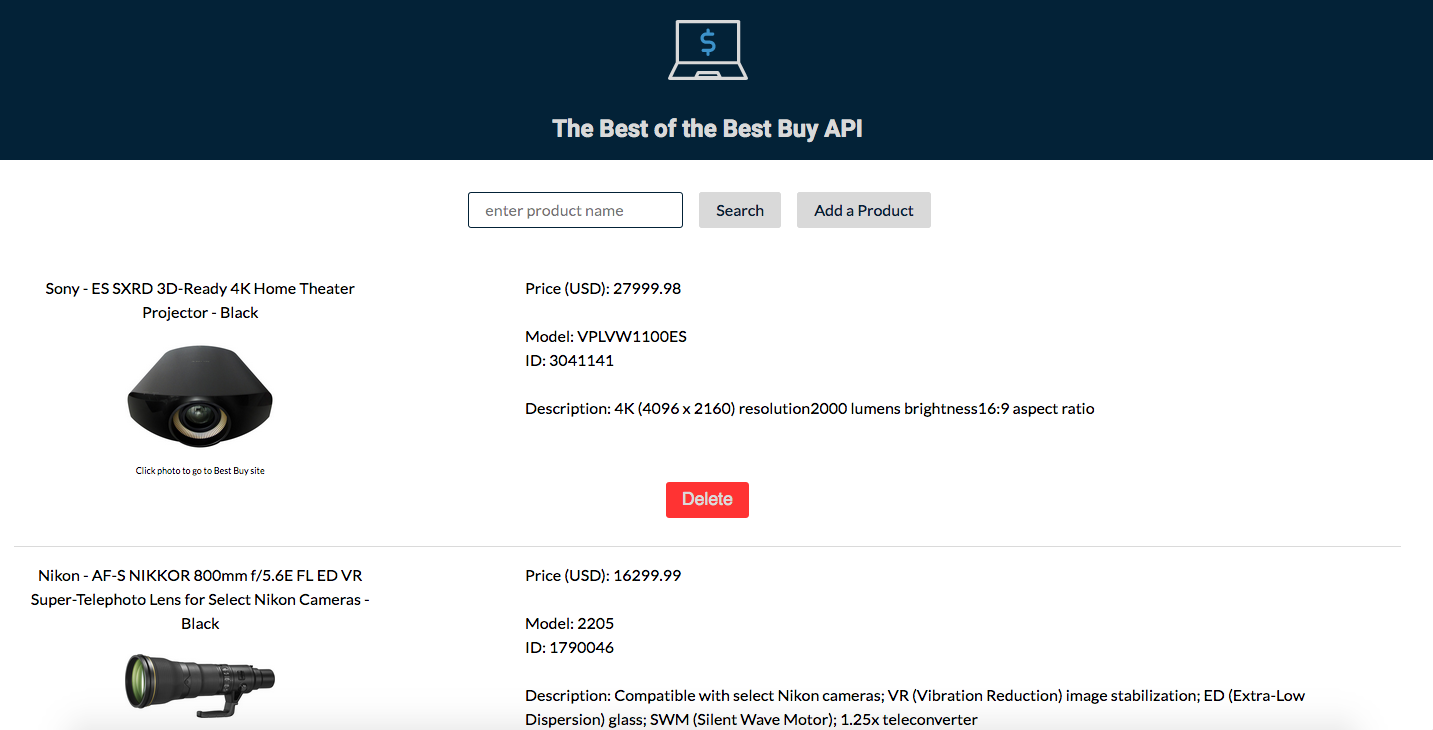 $
The Best of the Best Buy API
enter product name
Search
Add a Product
Sony - ES SXRD 3D-Ready 4K Home Theater
Projector - Black
Click photo to go to Best Buy site
Price (USD): 27999.98
Model: VPLVW1100ES
ID: 3041141
Description: 4K (4096 x 2160) resolution2000 lumens brightness16:9 aspect ratio
Delete
Nikon - AF-S NIKKOR 800mm f/5.6E FL ED VR
Super-Telephoto Lens for Select Nikon Cameras -
Black
Price (USD): 16299.99
Model: 2205
ID: 1790046
Description: Compatible with select Nikon cameras; VR (Vibration Reduction) image stabilization; ED (Extra-Low
Dispersion) glass; SWM (Silent Wave Motor); 1.25x teleconverter